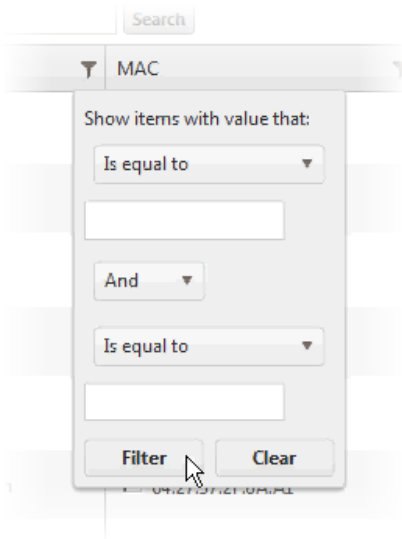 Search
MAC
Show items with value that:
Is equal to
And
Is equal to
Filter Clear